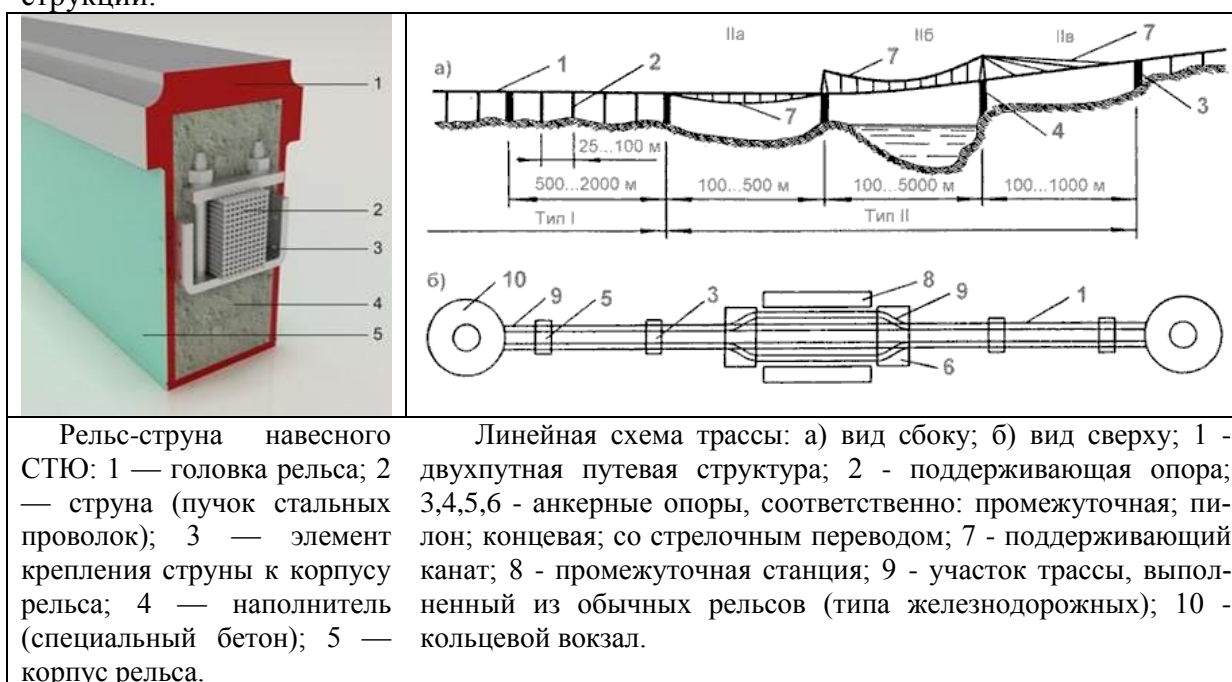 струкции.
1
2
3
4
5
IIа IIб IIв
а) 1 2 7 7
7 4 3
25...100 м
500...2000 м 100...500 м 100...5000 м 100...1000 м
Тип I Тип II
б) 10 9 5 3 8 9 1
6
Рельс-струна навесного
СТЮ: 1 — головка рельса; 2
— струна (пучок стальных
проволок); 3 — элемент
крепления струны к корпусу
рельса; 4 — наполнитель
(специальный бетон); 5 —
корпус рельса.
Линейная схема трассы: а) вид сбоку; б) вид сверху; 1 -
двухпутная путевая структура; 2 - поддерживающая опора;
3,4,5,6 - анкерные опоры, соответственно: промежуточная; пи-
лон; концевая; со стрелочным переводом; 7 - поддерживающий
канат; 8 - промежуточная станция; 9 - участок трассы, выпол-
ненный из обычных рельсов (типа железнодорожных); 10 -
кольцевой вокзал.